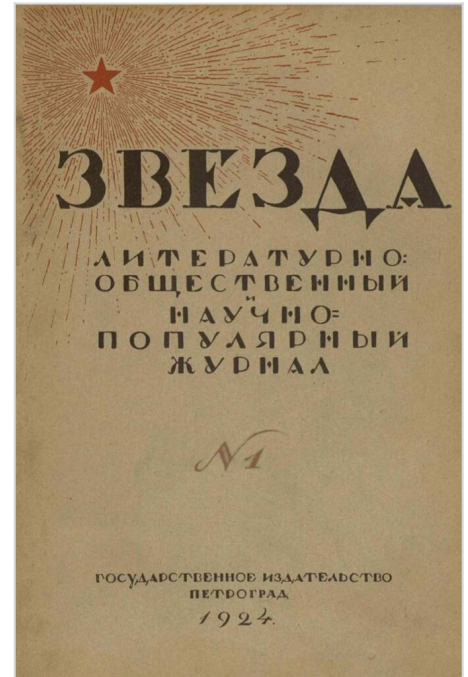 ЗВЕЗДА
ЛИТЕРАТУРНО=
ОБЩЕСТВЕННЫЙ
И
НАУЧНО=
ПОПУЛЯРНЫЙ
ЖУРНАЛ
№1
ГОСУДАРСТВЕННОЕ ИЗДАТЕЛЬСТВО
ПЕТРОГРАД
1924.